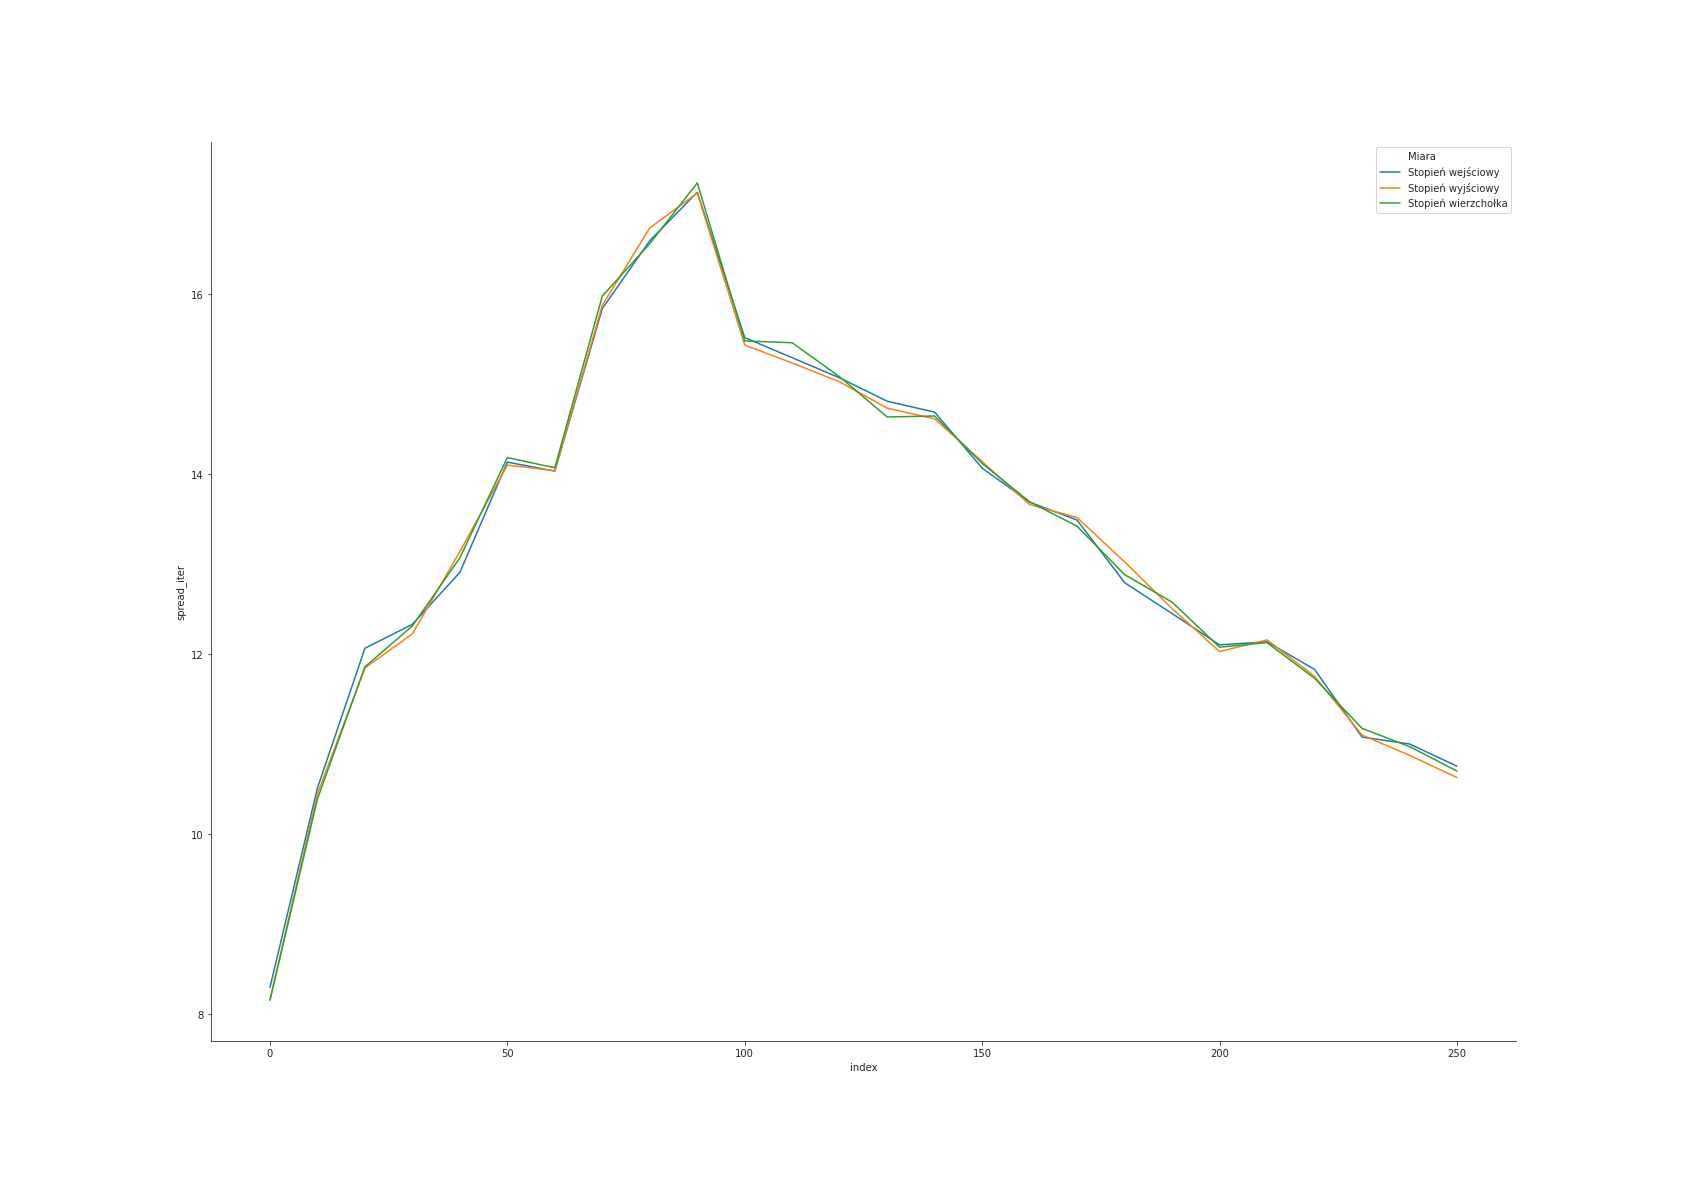 Miara
Stopień wejściowy
Stopień wyjściowy
Stopień wierzchołka
16
14
12
10
8
spread_iter
0 50 100 150 200 250
index